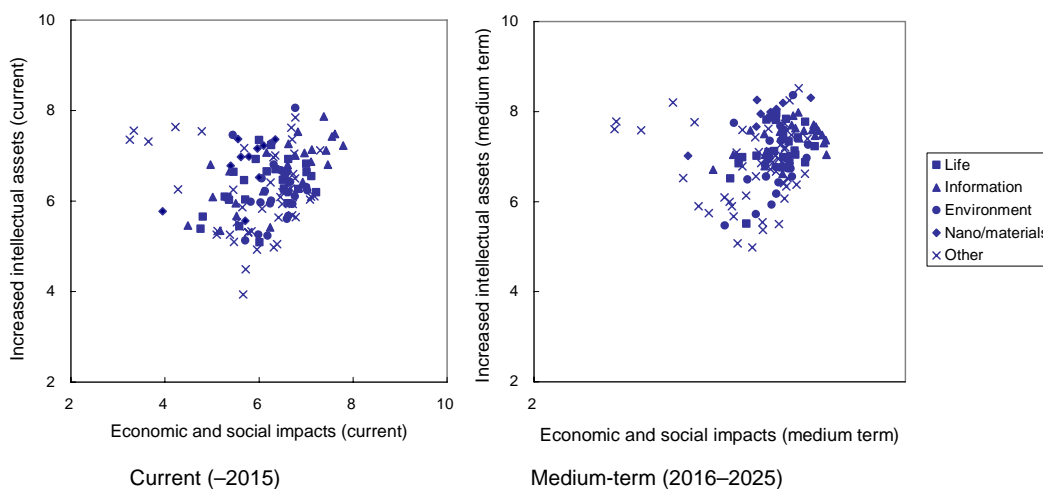 10
8
6
4
2
2
4
6
8
10
Increased intellectual assets (current)
Economic and social impacts (current)
Current (–2015)
10
8
6
4
2
2
Increased intellectual assets (medium term)
Economic and social impacts (medium term)
Medium-term (2016–2025)
Life
Information
Environment
Nano/materials
Other